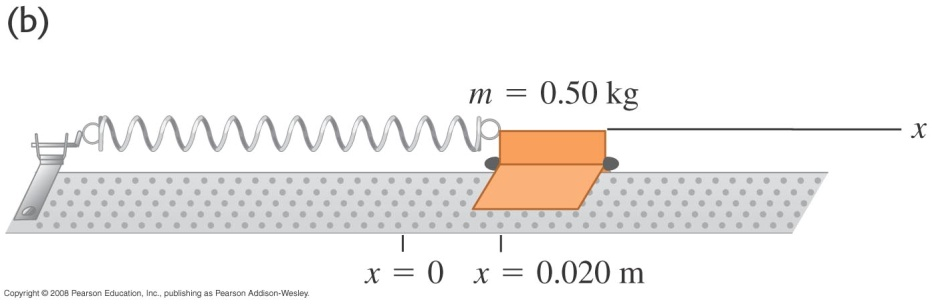 (b)
m = 0.50 kg
x
x = 0 x = 0.020 m
Copyright © 2008 Pearson Education, Inc., publishing as Pearson Addison-Wesley.